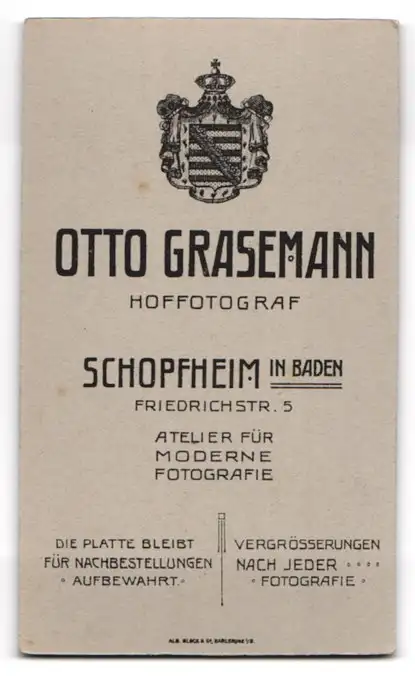 OTTO GRASEMANN
HOFFOTOGRAF
SCHOPFHEIM IN BADEN
FRIEDRICHSTR. 5
ATELIER FÜR
MODERNE
FOTOGRAFIE
DIE PLATTE BLEIBT
FÜR NACHBESTELLUNGEN
AUFBEWAHRT.
VERGRÖSSERUNGEN
NACH JEDER
FOTOGRAFIE